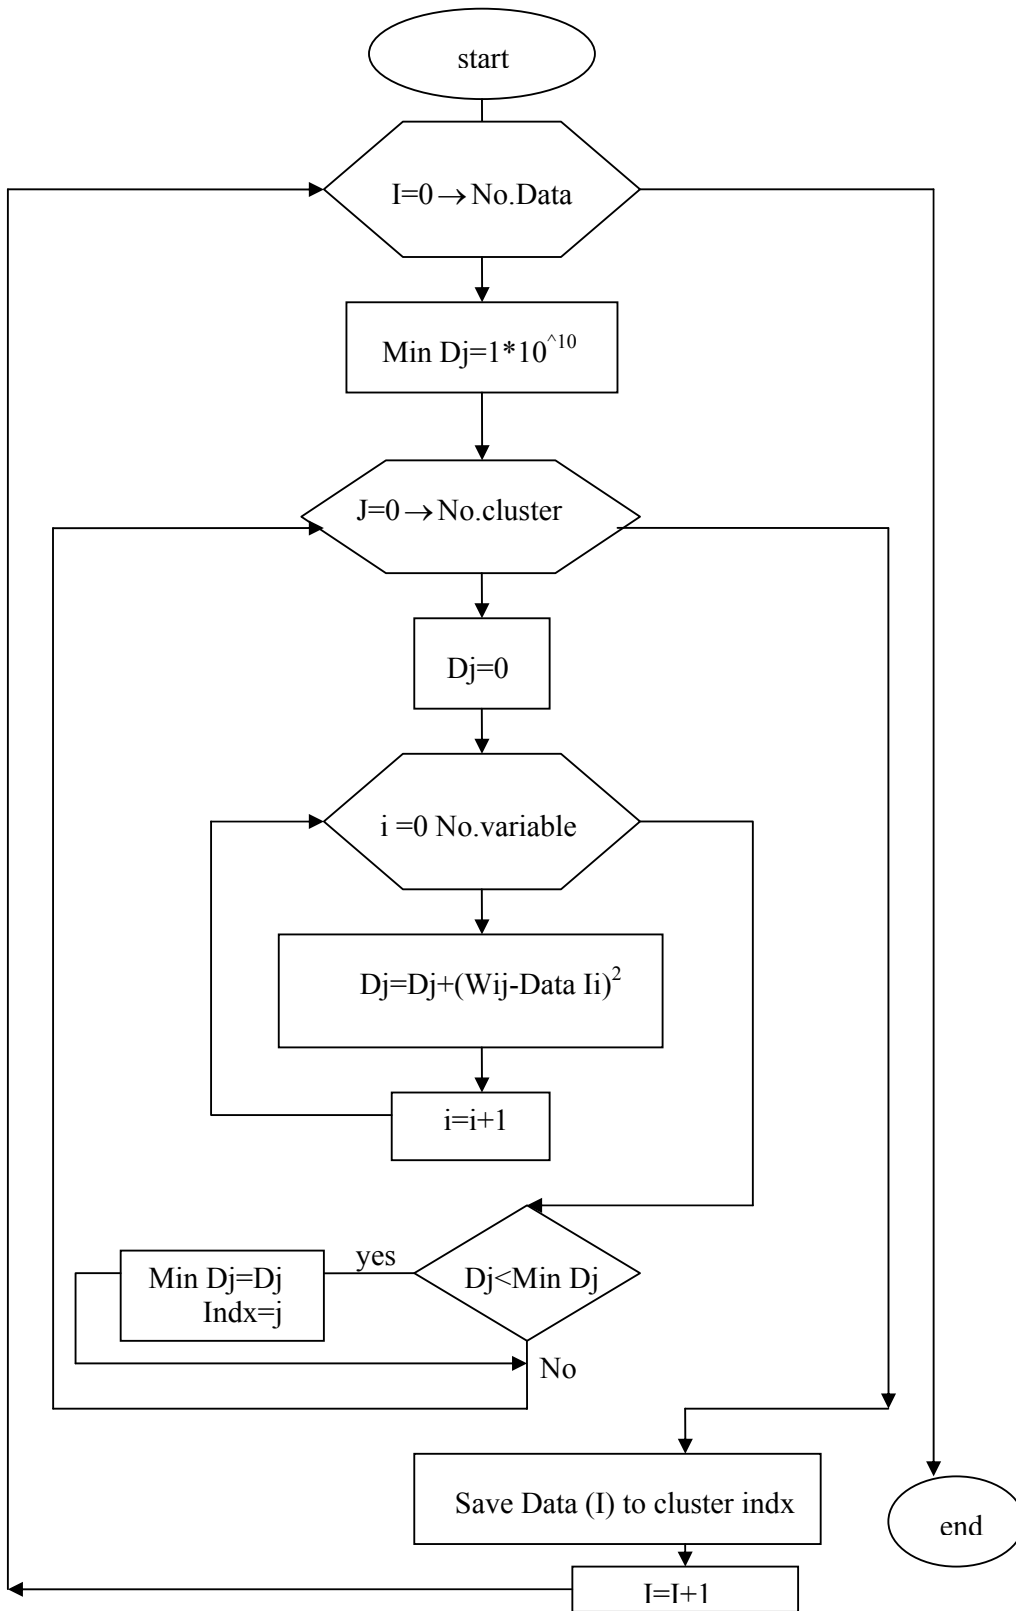 start
I=0→No.Data
Min Dj=1*10^10
J=0→No.cluster
Dj=0
i =0 No.variable
Dj=Dj+(Wij-Data Ii)2
i=i+1
yes
Dj<Min Dj
Min Dj=Dj
Indx=j
No
Save Data (I) to cluster indx
end
I=I+1